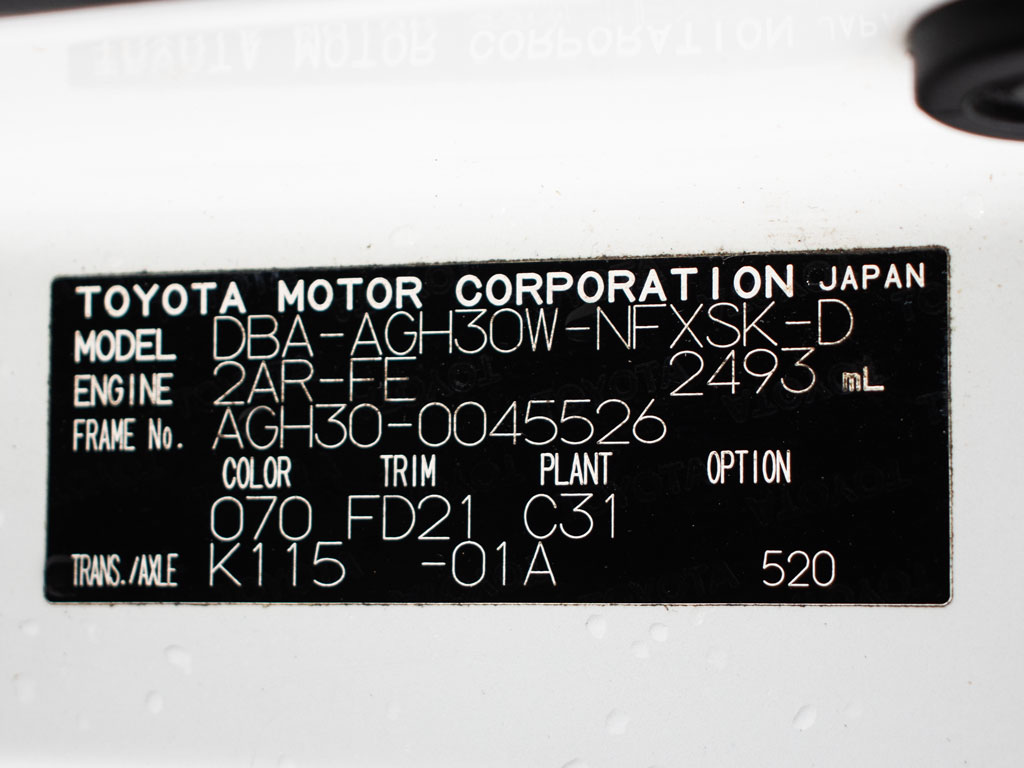 TOYOTA MOTOR CORPORATION JAPAN
MODEL DBA-AGH30W-NFXSK-D
ENGINE 2AR-FE 2493 mL
FRAME No. AGH30-0045526
COLOR TRIM PLANT OPTION
070 FD21 C31
TRANS./AXLE K115 -01A 520